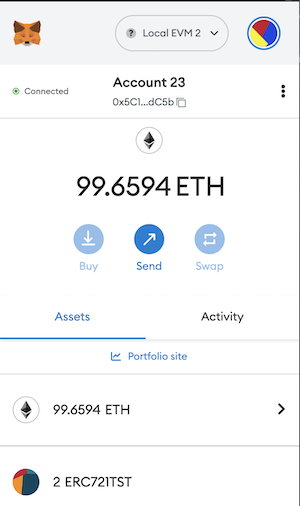 Local EVM 2
Account 23
Connected
0x5C1...dC5b
99.6594 ETH
Buy
Send
Swap
Assets
Activity
Portfolio site
99.6594 ETH
2 ERC721TST